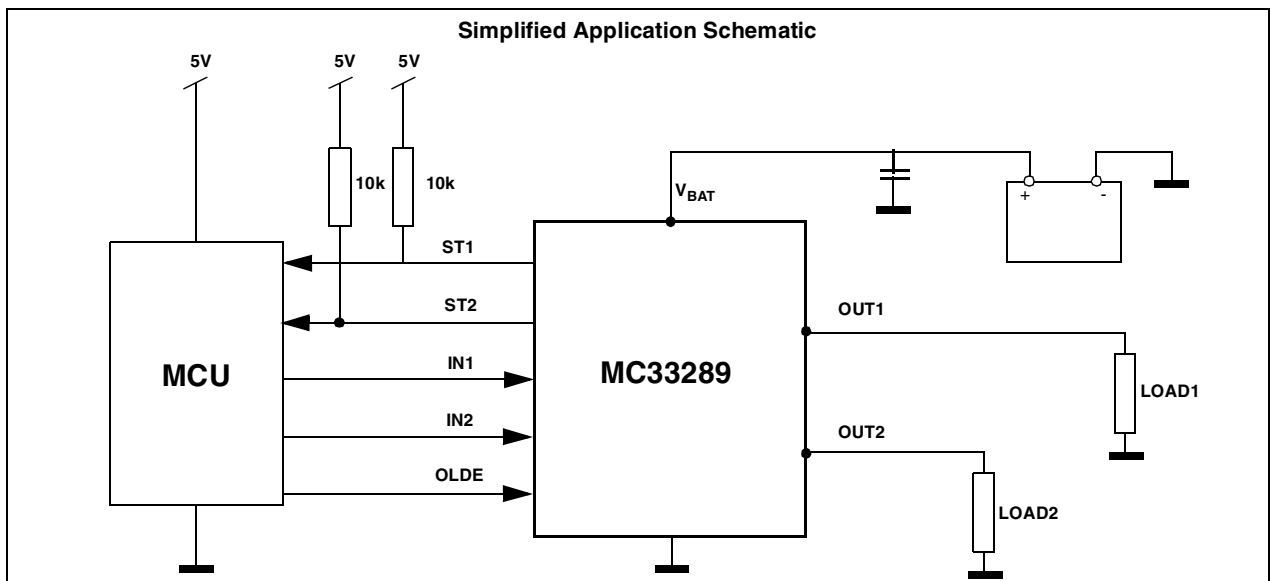 Simplified Application Schematic
5V
5V
5V
10k
10k
VBAT
+
-
ST1
ST2
OUT1
MCU
IN1
MC33289
LOAD1
IN2
OUT2
OLDE
LOAD2